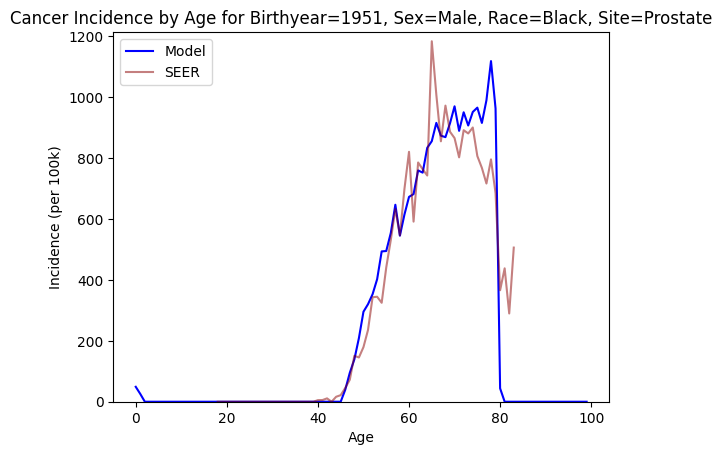 Cancer Incidence by Age for Birthyear=1951, Sex=Male, Race=Black, Site=Prostate
Model
SEER
Incidence (per 100k)
1200
1000
800
600
400
200
0
0 20 40 60 80 100
Age